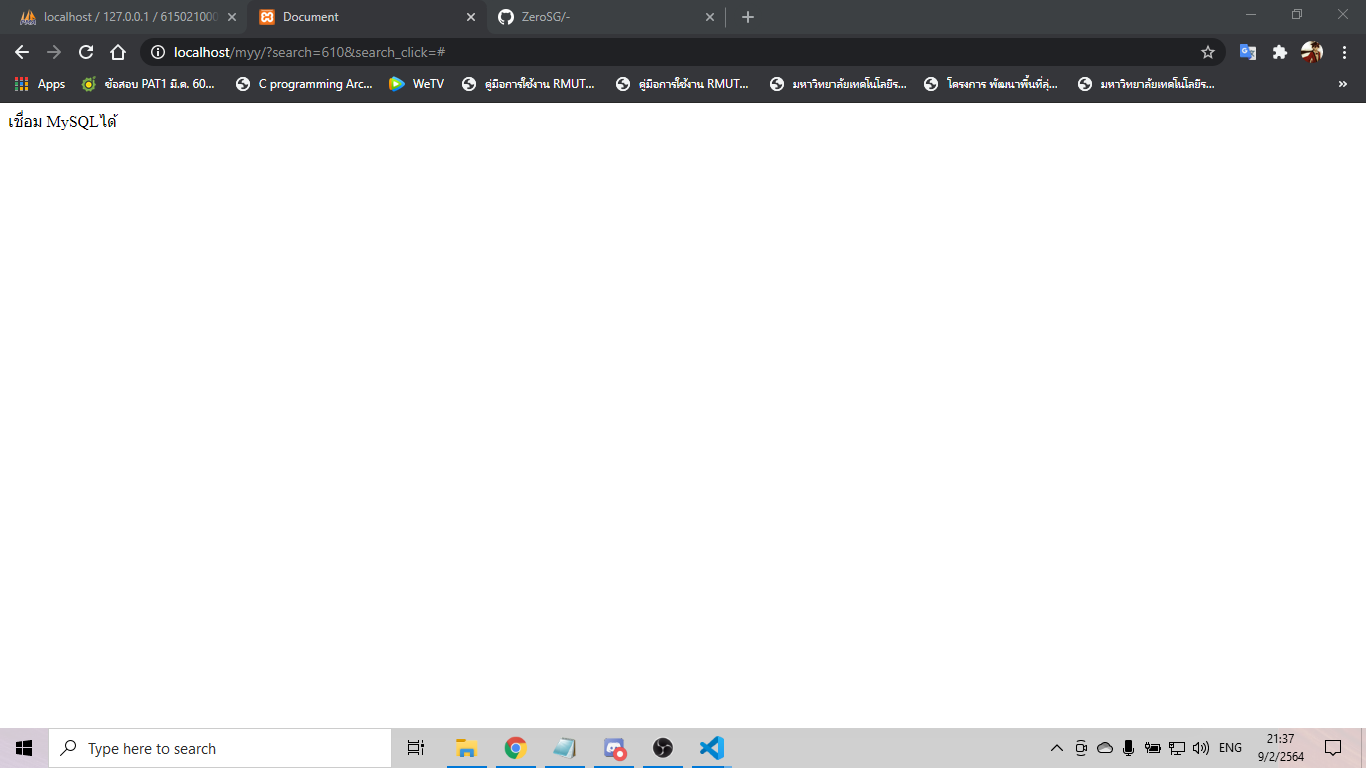 localhost / 127.0.0.1 / 615021000
Document
ZeroSG/-
localhost/myy/?search=610&search_click=#
Apps
ข้อสอบ PAT1 มี.ค. 60...
C programming Arc...
WeTV
คู่มือการใช้งาน RMUT...
คู่มือการใช้งาน RMUT...
มหาวิทยาลัยเทคโนโลยีร...
โครงการ พัฒนาพื้นที่สุ่...
มหาวิทยาลัยเทคโนโลยีร...
เชื่อม MySQLได้
Type here to search
ENG
21:37
9/2/2564